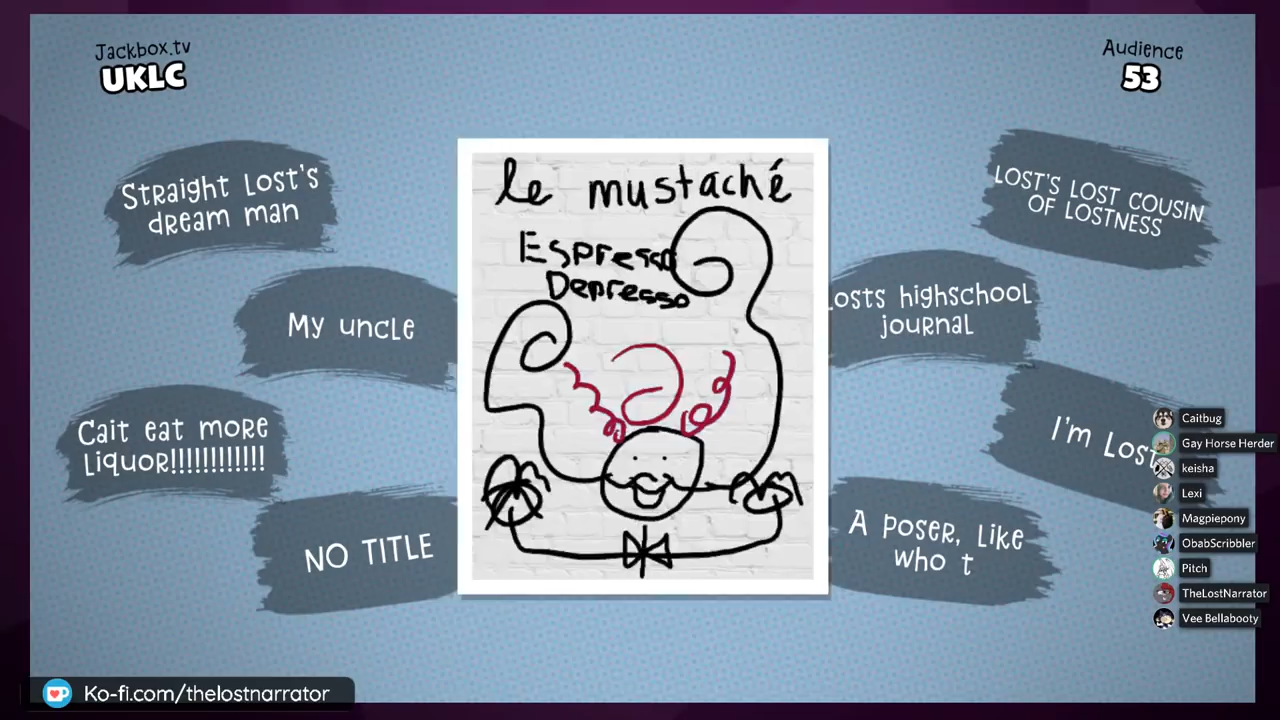 Jackbox.tv
UKLC
Audience
53
Straight Lost's
dream man
My uncle
Cait eat more
Liquor!!!!!!!!!!!!
NO TITLE
le mustaché
Espresso
Depresso
LOST'S LOST COUSIN
OF LOSTNESS
Losts highschool
journal
I'm Lost
A poser, like
who t
Caitbug
Gay Horse Herder
keisha
Lexi
Magpiepony
ObabScribbler
Pitch
TheLostNarrator
Vee Bellabooty
Ko-fi.com/thelostnarrator